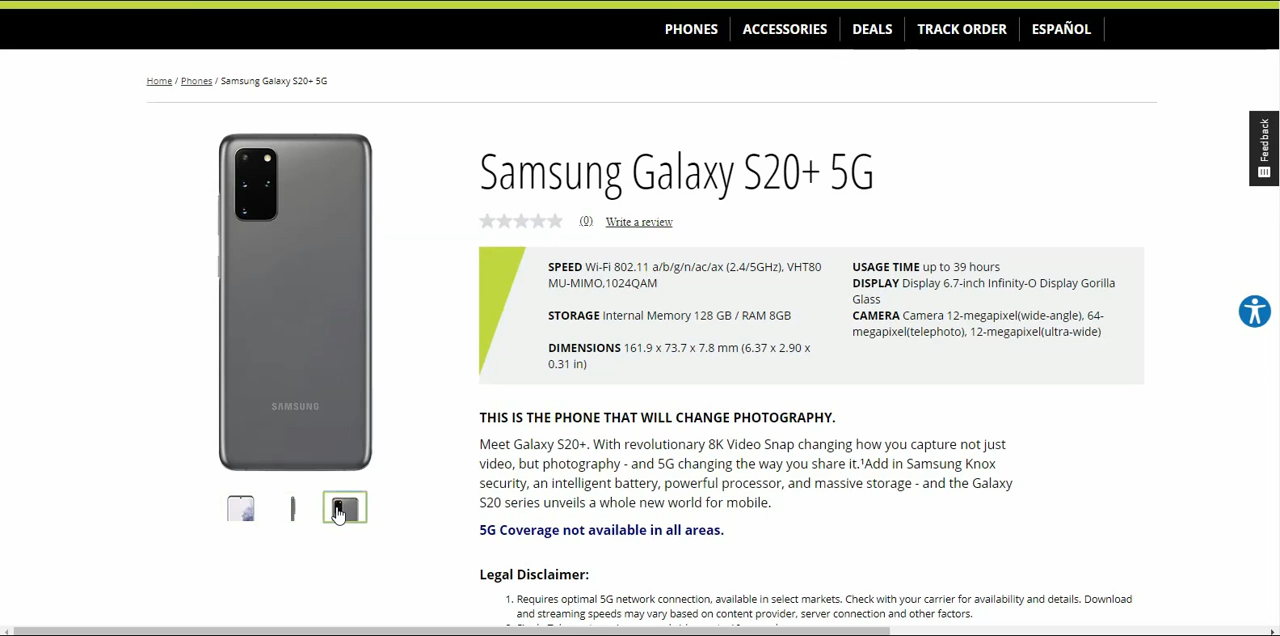 PHONES ACCESSORIES DEALS TRACK ORDER ESPAÑOL
Home / Phones / Samsung Galaxy S20+ 5G
Feedback
Samsung Galaxy S20+ 5G
(0) Write a review
SPEED Wi-Fi 802.11 a/b/g/n/ac/ax (2.4/5GHz), VHT80
MU-MIMO,1024QAM
STORAGE Internal Memory 128 GB / RAM 8GB
DIMENSIONS 161.9 x 73.7 x 7.8 mm (6.37 x 2.90 x
0.31 in)
USAGE TIME up to 39 hours
DISPLAY Display 6.7-inch Infinity-O Display Gorilla
Glass
CAMERA Camera 12-megapixel(wide-angle), 64-
megapixel(telephoto), 12-megapixel(ultra-wide)
SAMSUNG
THIS IS THE PHONE THAT WILL CHANGE PHOTOGRAPHY.
Meet Galaxy S20+. With revolutionary 8K Video Snap changing how you capture not just
video, but photography - and 5G changing the way you share it.¹Add in Samsung Knox
security, an intelligent battery, powerful processor, and massive storage - and the Galaxy
S20 series unveils a whole new world for mobile.
5G Coverage not available in all areas.
Legal Disclaimer:
1. Requires optimal 5G network connection, available in select markets. Check with your carrier for availability and details. Download
and streaming speeds may vary based on content provider, server connection and other factors.